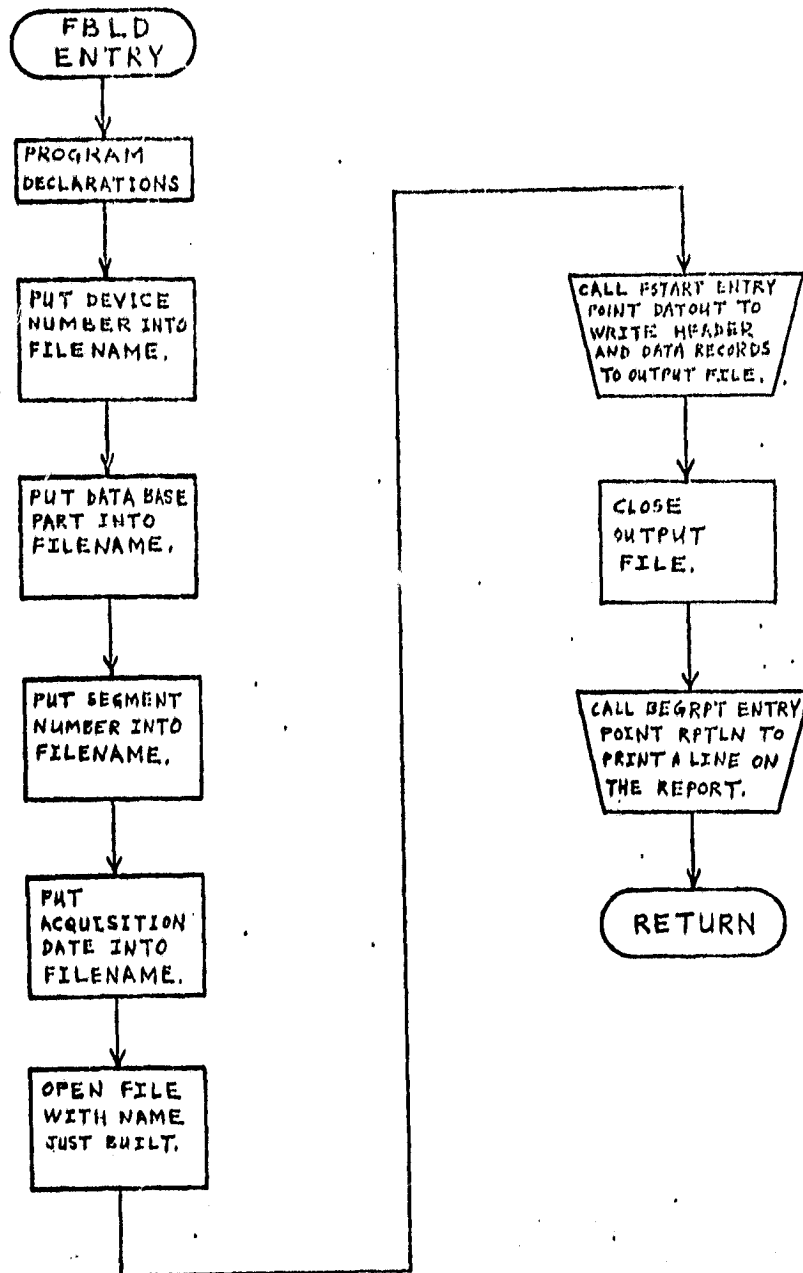 FBLD
ENTRY
PROGRAM
DECLARATIONS
PUT DEVICE
NUMBER INTO
FILENAME.
PUT DATA BASE
PART INTO
FILENAME.
PUT SEGMENT
NUMBER INTO
FILENAME.
PUT
ACQUISITION
DATE INTO
FILENAME.
OPEN FILE
WITH NAME
JUST BUILT.
CALL FSTART ENTRY
POINT DATOUT TO
WRITE HEADER
AND DATA RECORDS
TO OUTPUT FILE.
CLOSE
OUTPUT
FILE.
CALL BEGRPT ENTRY
POINT RPTLN TO
PRINT A LINE ON
THE REPORT.
RETURN